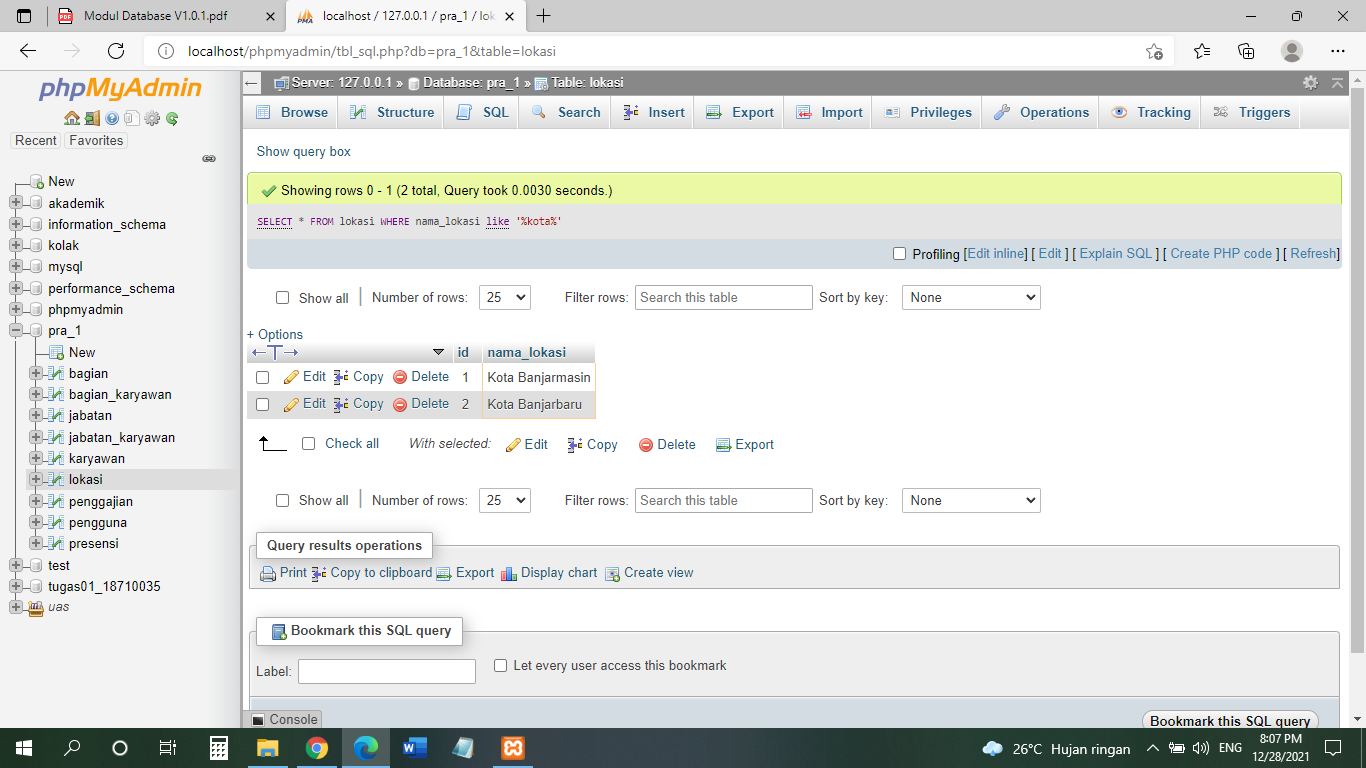 Modul Database V1.0.1.pdf
localhost / 127.0.0.1 / pra_1 / lok
localhost/phpmyadmin/tbl_sql.php?db=pra_1&table=lokasi
phpMyAdmin
Recent Favorites
New
akademik
information_schema
kolak
mysql
performance_schema
phpmyadmin
pra_1
New
bagian
bagian_karyawan
jabatan
jabatan_karyawan
karyawan
lokasi
penggajian
pengguna
presensi
test
tugas01_18710035
uas
Server: 127.0.0.1 » Database: pra_1 » Table: lokasi
Browse Structure SQL Search Insert Export Import Privileges Operations Tracking Triggers
Show query box
Showing rows 0 - 1 (2 total, Query took 0.0030 seconds.)
SELECT * FROM lokasi WHERE nama_lokasi like '%kota%'
Profiling [Edit inline] [ Edit ] [ Explain SQL ] [ Create PHP code ] [ Refresh]
Show all | Number of rows: 25 Filter rows: Search this table Sort by key: None
+ Options
←T→ id nama_lokasi
Edit Copy Delete 1 Kota Banjarmasin
Edit Copy Delete 2 Kota Banjarbaru
Check all With selected: Edit Copy Delete Export
Show all | Number of rows: 25 Filter rows: Search this table Sort by key: None
Query results operations
Print Copy to clipboard Export Display chart Create view
Bookmark this SQL query
Label: Let every user access this bookmark
Console
Bookmark this SQL query
26°C Hujan ringan ENG 8:07 PM
12/28/2021